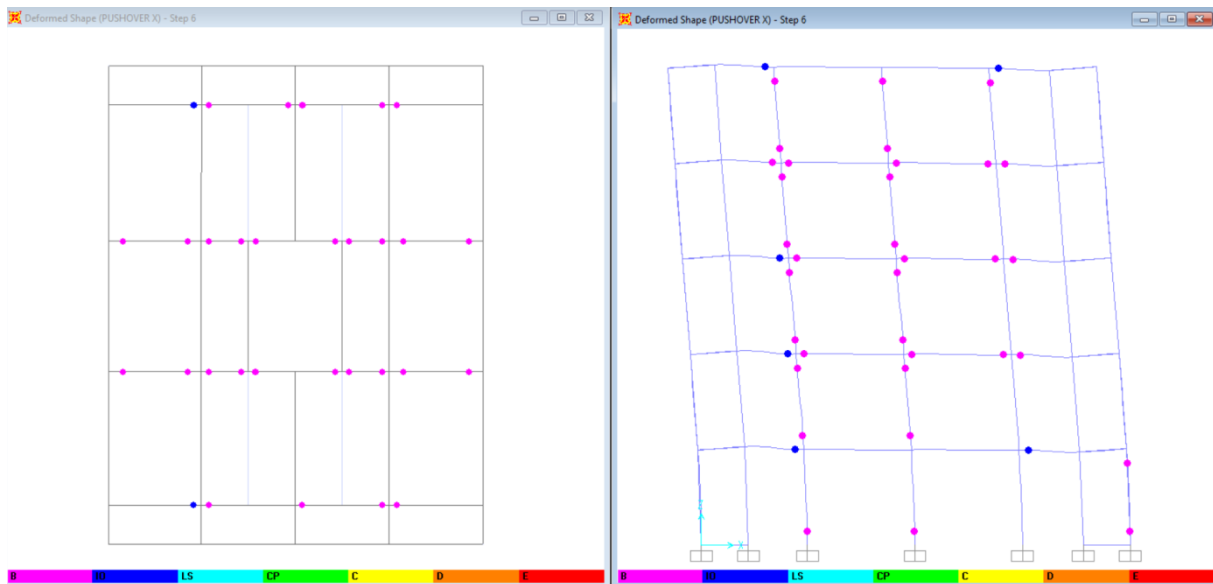 Deformed Shape (PUSHOVER X) - Step 6
B IO LS CP C D E
Deformed Shape (PUSHOVER X) - Step 6
B IO LS CP C D E